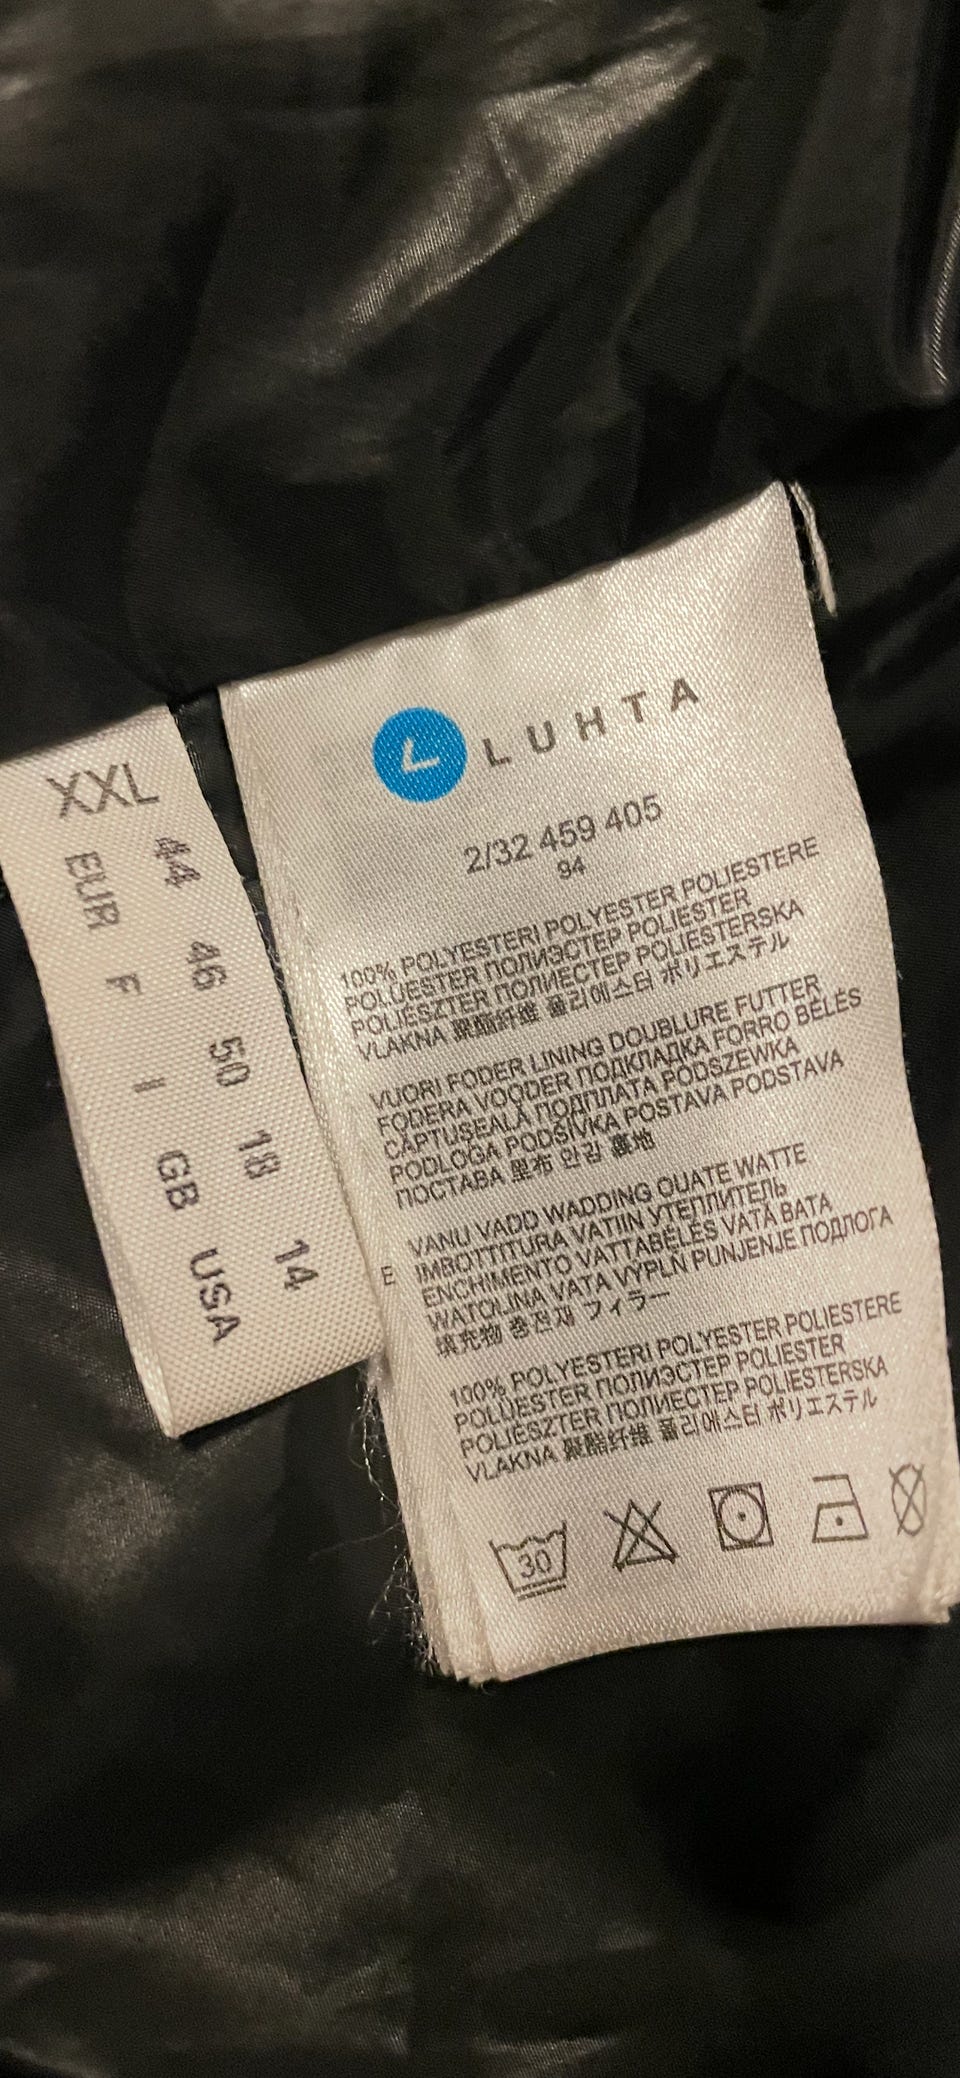 XXL
44 46 50 18 14
EUR F I GB USA
LUHTA
2/32 459 405
94
100% POLYESTERI POLYESTER POLIESTERE
POLÜESTER ПОЛИЭСТЕР POLIESTER
POLIÉSZTER ПОЛИЕСТЕР POLIESTERSKA
VLAKNA 聚酯纤维 폴리에스터 ポリエステル
VUORI FODER LINING DOUBLURE FUTTER
FODERA VOODER ПОДКЛАДКА FORRO BÉLÉS
CĂPTUŞEALĂ ПОДПЛАТА PODSZEWKA
PODLOGA PODŠÍVKA POSTAVA PODSTAVA
ПОСТАВА 里布 안감 裏地
VANU VADD WADDING OUATE WATTE
IMBOTTITURA VATIIN УТЕПЛИТЕЛЬ
E ENCHIMENTO VATTABÉLÉS VATĂ ВАТА
WATOLINA VATA VÝPLŇ PUNJENJE ПОДЛОГА
填充物 충전재 フィラー
100% POLYESTERI POLYESTER POLIESTERE
POLÜESTER ПОЛИЭСТЕР POLIESTER
POLIÉSZTER ПОЛИЕСТЕР POLIESTERSKA
VLAKNA 聚酯纤维 폴리에스터 ポリエステル
30